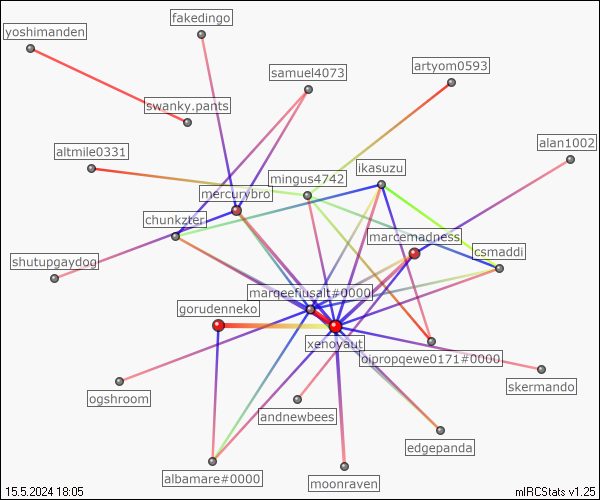 fakedingo
yoshimanden
artyom0593
samuel4073
swanky.pants
alan1002
altmile0331
ikasuzu
mingus4742
mercurybro
chunkzter
marcemadness
csmaddi
shutupgaydog
marqeefiusalt#0000
gorudenneko
xenoyaut
oipropqewe0171#0000
skermando
ogshroom
andnewbees
edgepanda
albamare#0000
moonraven
15.5.2024 18:05
mIRCStats v1.25